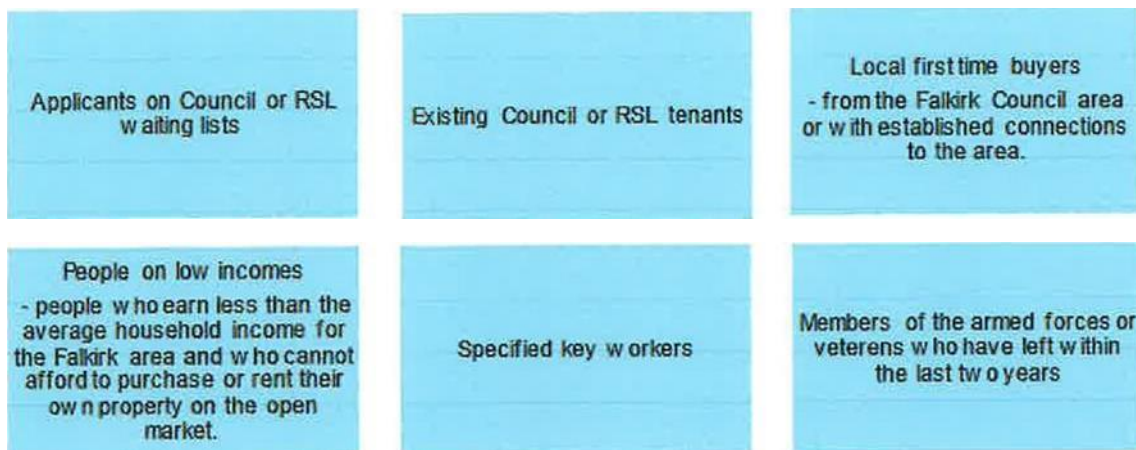 Applicants on Council or RSL
waiting lists
Existing Council or RSL tenants
Local first time buyers
- from the Falkirk Council area
or with established connections
to the area.
People on low incomes
- people who earn less than the
average household income for
the Falkirk area and who cannot
afford to purchase or rent their
own property on the open
market.
Specified key workers
Members of the armed forces or
veterens who have left within
the last two years